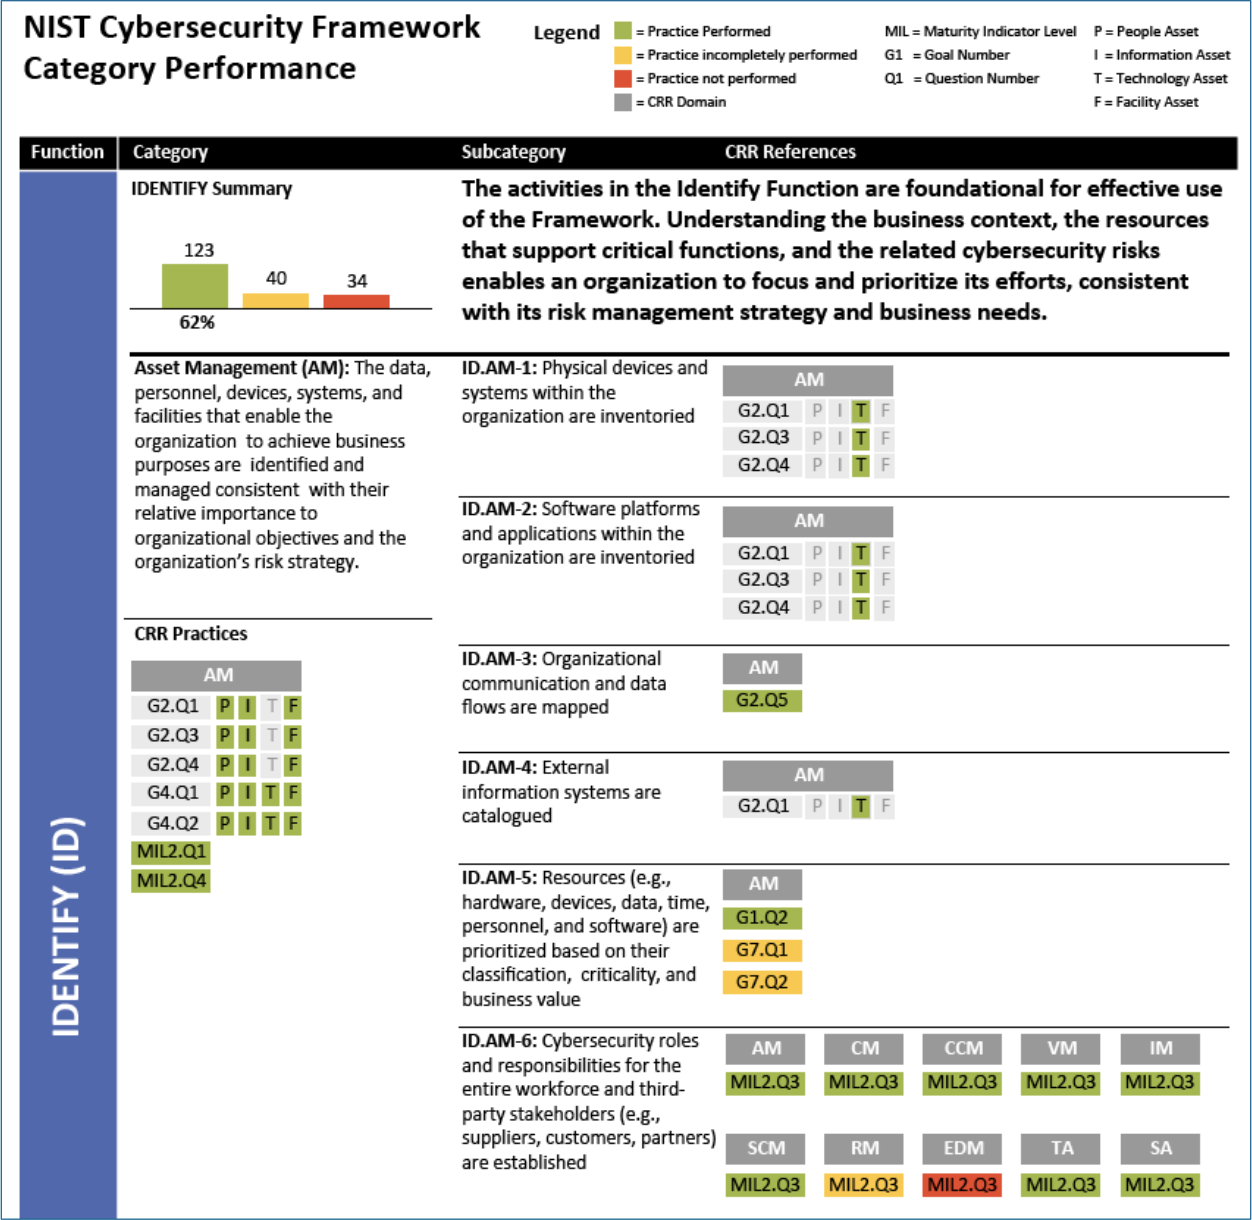 NIST Cybersecurity Framework
Category Performance
Legend
= Practice Performed
= Practice incompletely performed
= Practice not performed
= CRR Domain
MIL = Maturity Indicator Level
G1 = Goal Number
Q1 = Question Number
P = People Asset
I = Information Asset
T = Technology Asset
F = Facility Asset
Function Category Subcategory CRR References
IDENTIFY (ID)
IDENTIFY Summary
123 40 34
62%
The activities in the Identify Function are foundational for effective use
of the Framework. Understanding the business context, the resources
that support critical functions, and the related cybersecurity risks
enables an organization to focus and prioritize its efforts, consistent
with its risk management strategy and business needs.
Asset Management (AM): The data,
personnel, devices, systems, and
facilities that enable the
organization to achieve business
purposes are identified and
managed consistent with their
relative importance to
organizational objectives and the
organization's risk strategy.
CRR Practices
AM
G2.Q1 P I T F
G2.Q3 P I T F
G2.Q4 P I T F
G4.Q1 P I T F
G4.Q2 P I T F
MIL2.Q1
MIL2.Q4
ID.AM-1: Physical devices and
systems within the
organization are inventoried
AM
G2.Q1 P I T F
G2.Q3 P I T F
G2.Q4 P I T F
ID.AM-2: Software platforms
and applications within the
organization are inventoried
AM
G2.Q1 P I T F
G2.Q3 P I T F
G2.Q4 P I T F
ID.AM-3: Organizational
communication and data
flows are mapped
AM
G2.Q5
ID.AM-4: External
information systems are
catalogued
AM
G2.Q1 P I T F
ID.AM-5: Resources (e.g.,
hardware, devices, data, time,
personnel, and software) are
prioritized based on their
classification, criticality, and
business value
AM
G1.Q2
G7.Q1
G7.Q2
ID.AM-6: Cybersecurity roles
and responsibilities for the
entire workforce and third-
party stakeholders (e.g.,
suppliers, customers, partners)
are established
AM CM CCM VM IM
MIL2.Q3 MIL2.Q3 MIL2.Q3 MIL2.Q3 MIL2.Q3
SCM RM EDM TA SA
MIL2.Q3 MIL2.Q3 MIL2.Q3 MIL2.Q3 MIL2.Q3